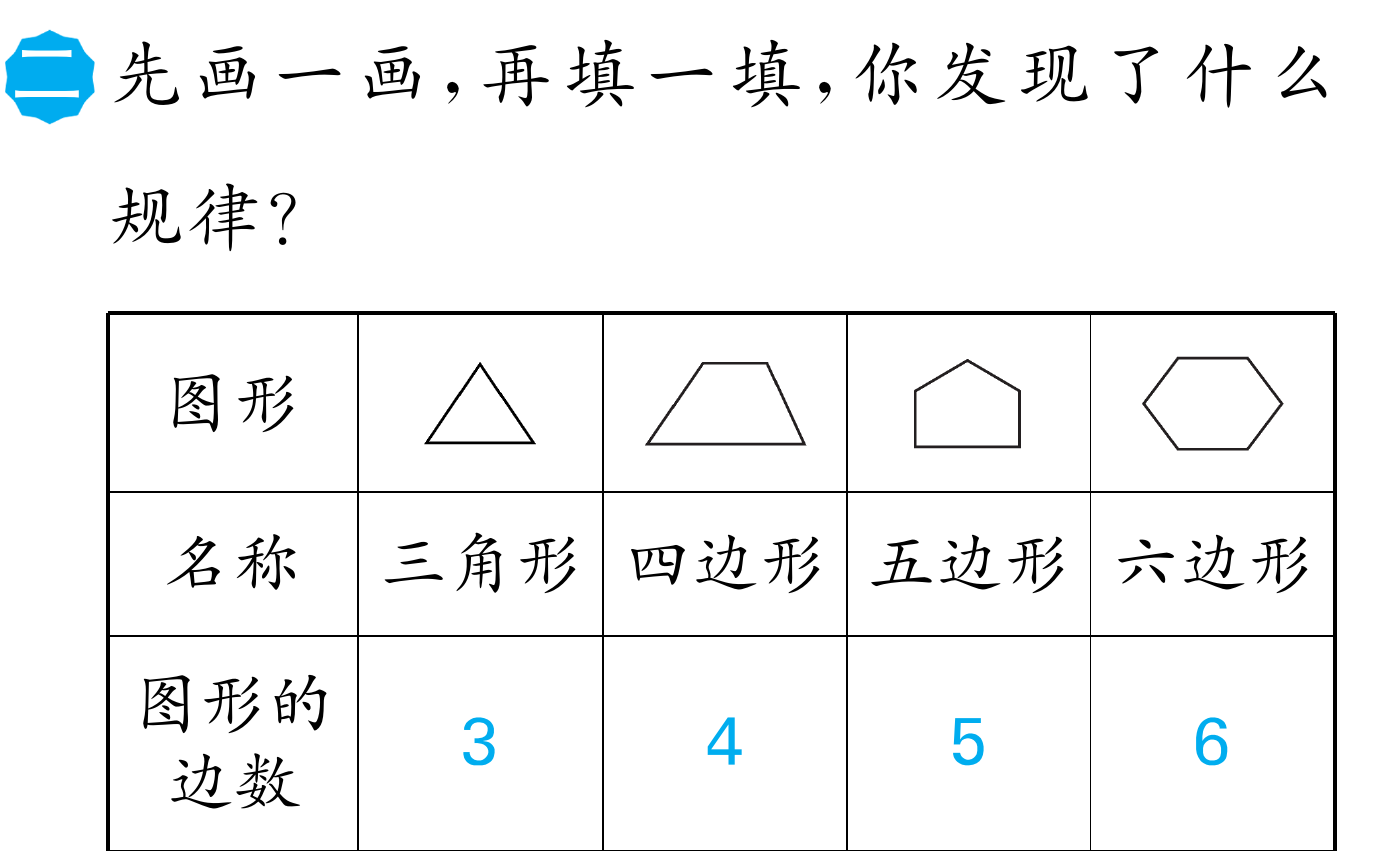 二 先画一画,再填一填,你发现了什么
规律?
图形
名称 三角形 四边形 五边形 六边形
图形的
边数 3 4 5 6